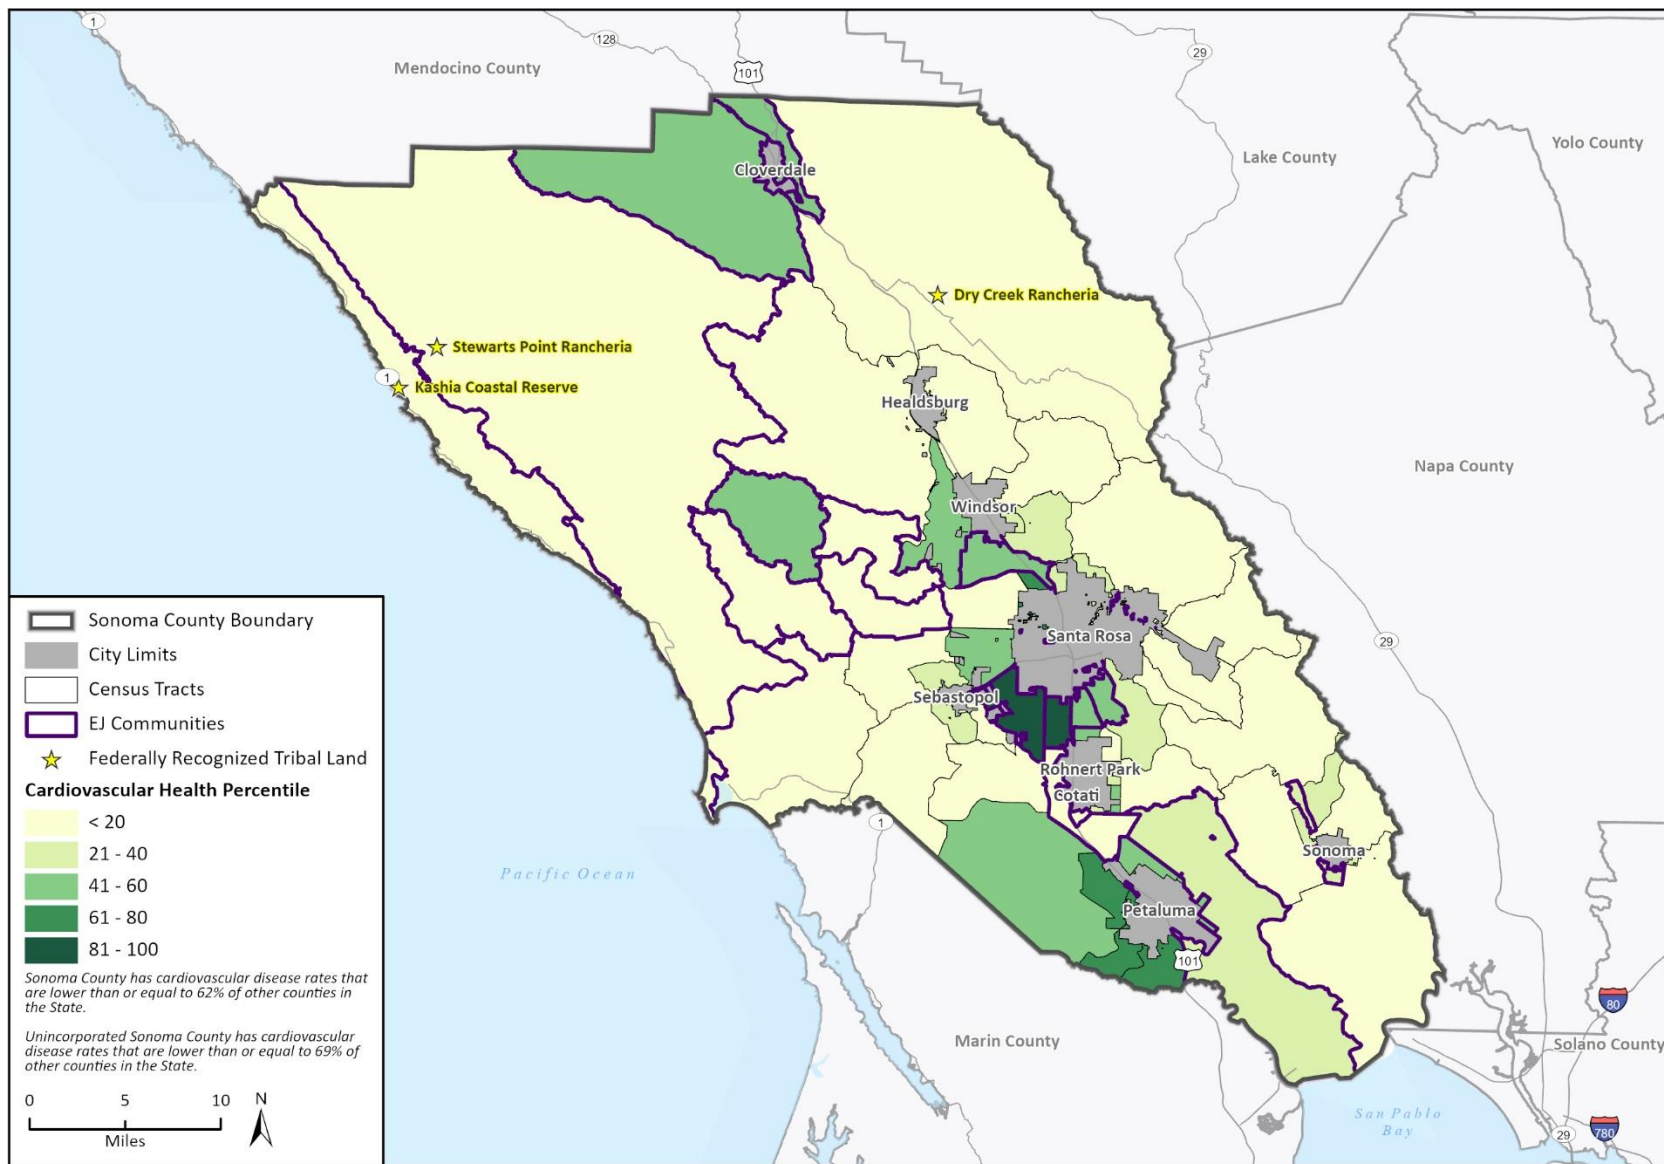 1
128
101
29
Mendocino County
Lake County
Yolo County
Cloverdale
Dry Creek Rancheria
Stewarts Point Rancheria
1
Kashia Coastal Reserve
Healdsburg
Napa County
Windsor
29
Santa Rosa
Sebastopol
Rohnert Park
Cotati
1
Sonoma
Pacific Ocean
Petaluma
101
80
Marin County
Solano County
San Pablo
Bay
29
780
Sonoma County Boundary
City Limits
Census Tracts
EJ Communities
Federally Recognized Tribal Land
Cardiovascular Health Percentile
< 20
21 - 40
41 - 60
61 - 80
81 - 100
Sonoma County has cardiovascular disease rates that
are lower than or equal to 62% of other counties in
the State.
Unincorporated Sonoma County has cardiovascular
disease rates that are lower than or equal to 69% of
other counties in the State.
0 5 10
Miles
N